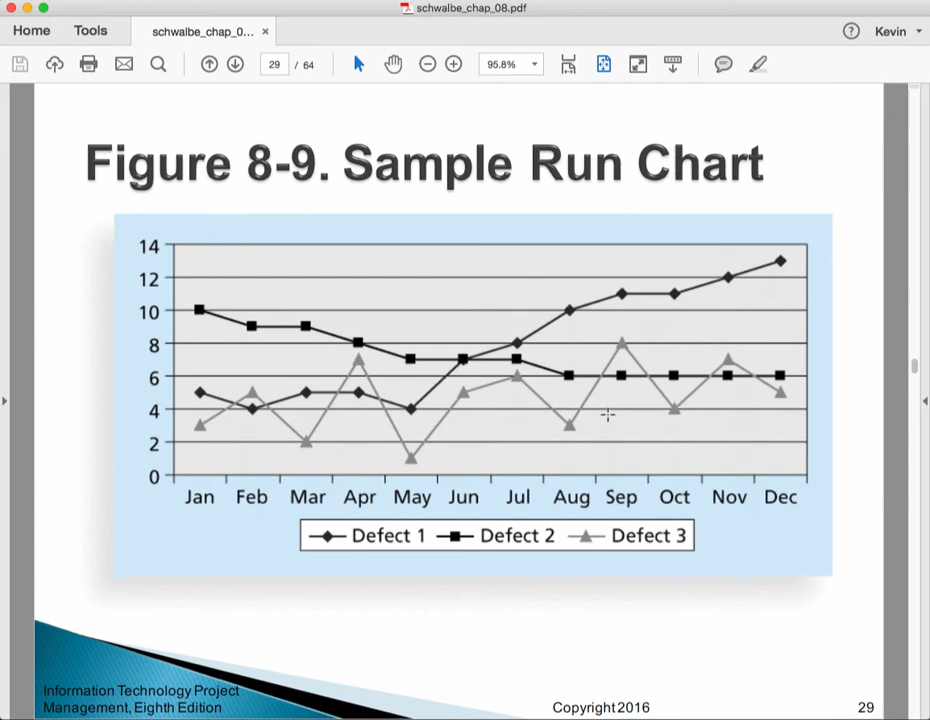 schwalbe_chap_08.pdf
Home Tools schwalbe_chap_0... × ? Kevin
29 / 64 95.8%
Figure 8-9. Sample Run Chart
14
12
10
8
6
4
2
0
Jan Feb Mar Apr May Jun Jul Aug Sep Oct Nov Dec
Defect 1 Defect 2 Defect 3
Information Technology Project
Management, Eighth Edition Copyright 2016 29